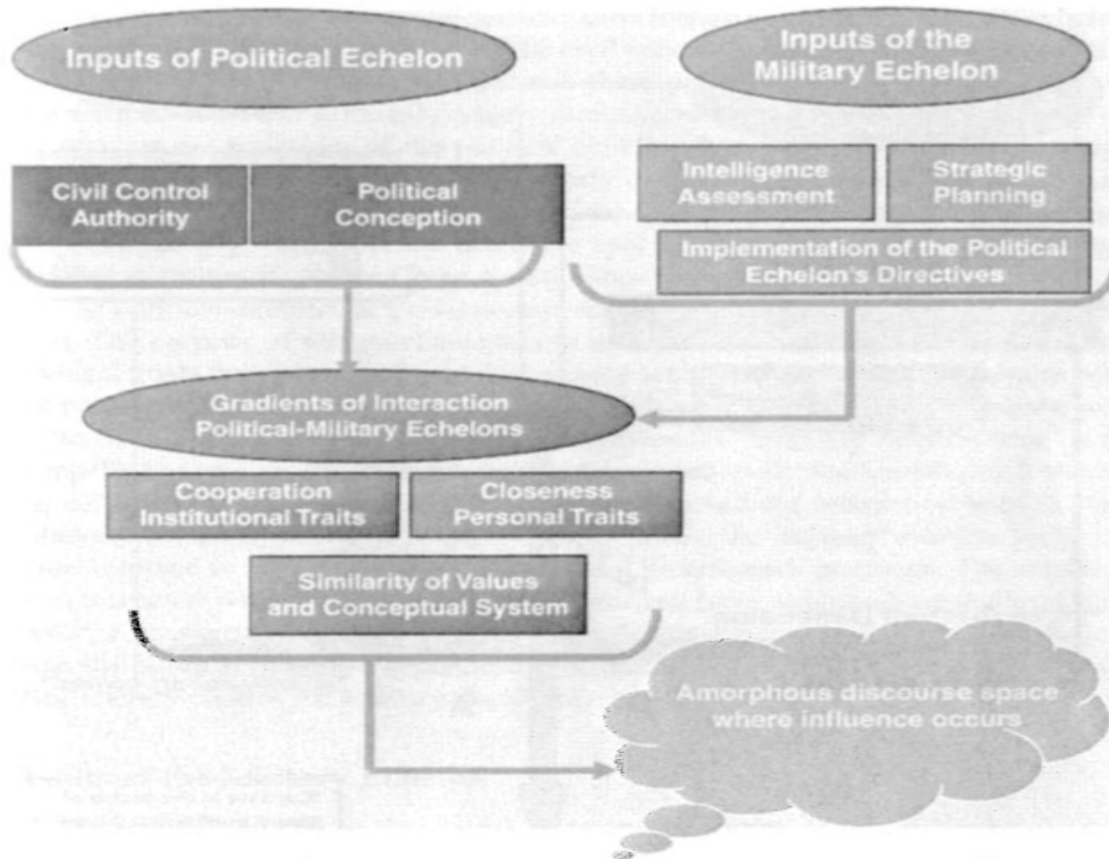 Inputs of Political Echelon
Inputs of the
Military Echelon
Civil Control
Authority
Political
Conception
Intelligence
Assessment
Strategic
Planning
Implementation of the Political
Echelon's Directives
Gradients of Interaction
Political-Military Echelons
Cooperation
Institutional Traits
Closeness
Personal Traits
Similarity of Values
and Conceptual System
Amorphous discourse space
where influence occurs